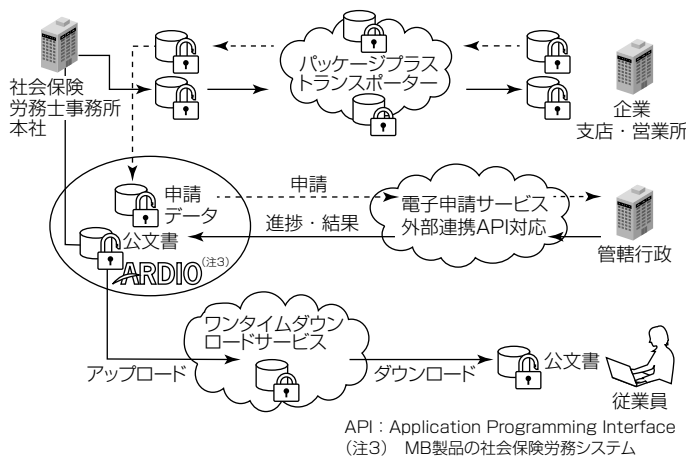 パッケージプラス
トランスポーター
社会保険
労務士事務所
本社
企業
支店・営業所
申請
データ
申請
電子申請サービス
外部連携API対応
進捗・結果
管轄行政
公文書
ARDIO(注3)
ワンタイムダウン
ロードサービス
アップロード
ダウンロード
公文書
従業員
API：Application Programming Interface
(注3) MB製品の社会保険労務システム